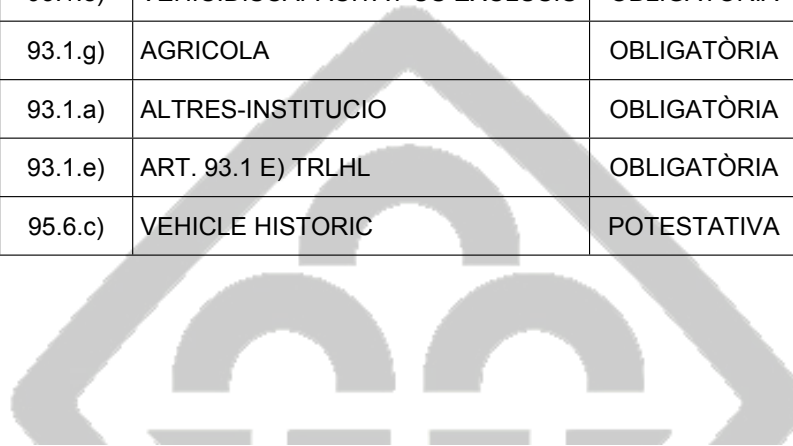 93.1.g) AGRICOLA OBLIGATÒRIA
93.1.a) ALTRES-INSTITUCIO OBLIGATÒRIA
93.1.e) ART. 93.1 E) TRLHL OBLIGATÒRIA
95.6.c) VEHICLE HISTORIC POTESTATIVA